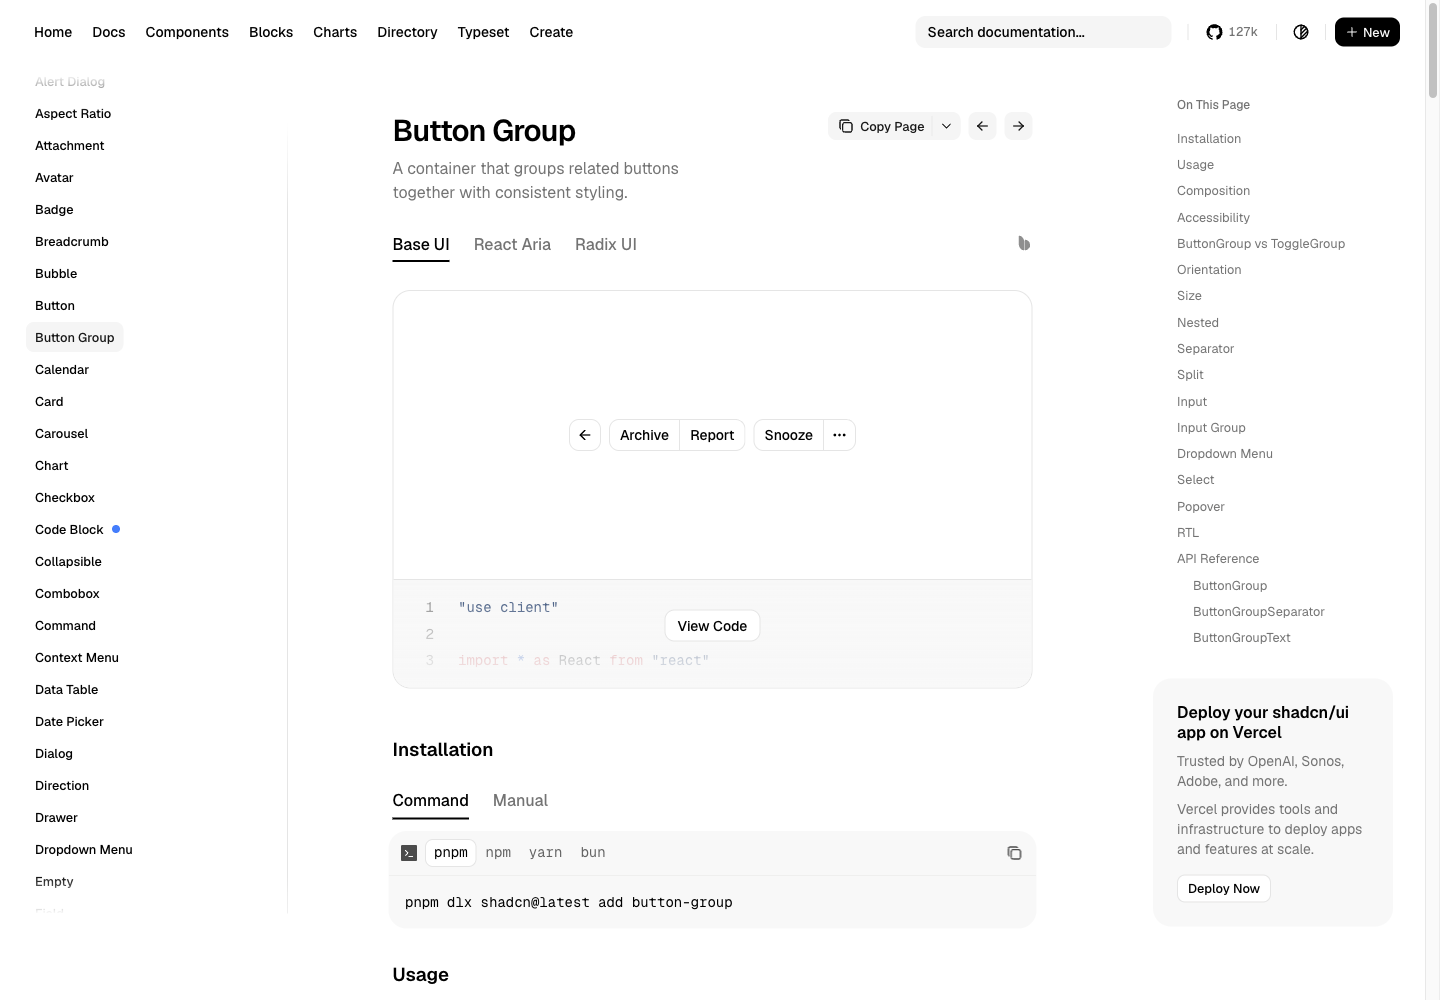 Home Docs Components Blocks Charts Directory Typeset Create
Search documentation...
127k
New
Alert Dialog
Aspect Ratio
Attachment
Avatar
Badge
Breadcrumb
Bubble
Button
Button Group
Calendar
Card
Carousel
Chart
Checkbox
Code Block
Collapsible
Combobox
Command
Context Menu
Data Table
Date Picker
Dialog
Direction
Drawer
Dropdown Menu
Empty
Field
Button Group
Copy Page
A container that groups related buttons
together with consistent styling.
Base UI React Aria Radix UI
Archive Report Snooze
1 "use client"
2
View Code
3 import * as React from "react"
Installation
Command Manual
pnpm npm yarn bun
pnpm dlx shadcn@latest add button-group
Usage
On This Page
Installation
Usage
Composition
Accessibility
ButtonGroup vs ToggleGroup
Orientation
Size
Nested
Separator
Split
Input
Input Group
Dropdown Menu
Select
Popover
RTL
API Reference
ButtonGroup
ButtonGroupSeparator
ButtonGroupText
Deploy your shadcn/ui
app on Vercel
Trusted by OpenAI, Sonos,
Adobe, and more.
Vercel provides tools and
infrastructure to deploy apps
and features at scale.
Deploy Now